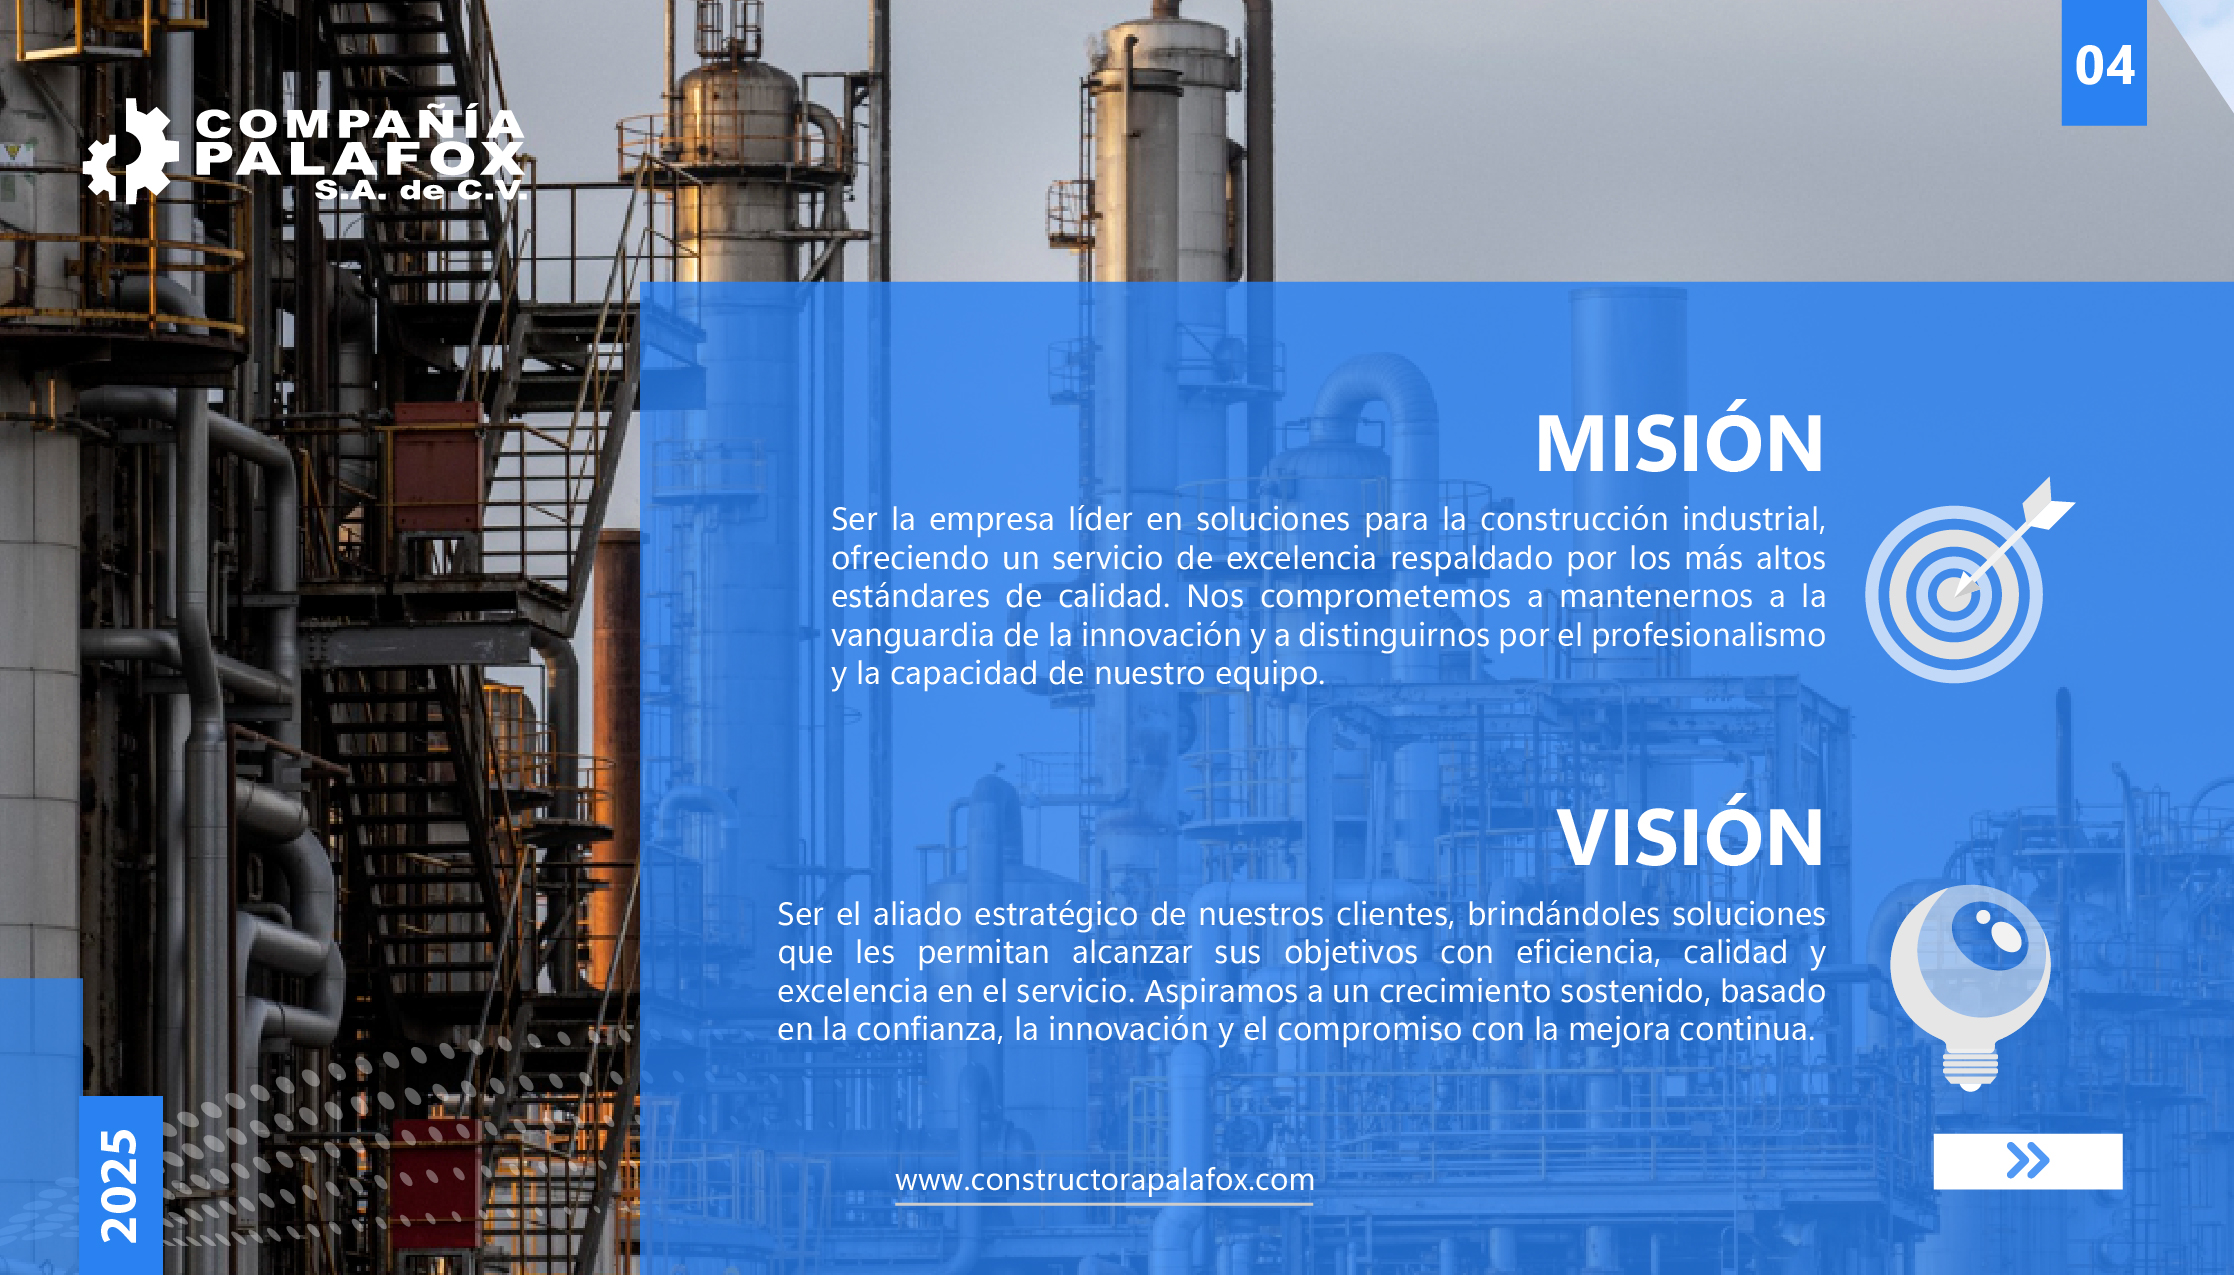 COMPAÑÍA
PALAFOX
S.A. de C.V.
04
MISIÓN
Ser la empresa líder en soluciones para la construcción industrial,
ofreciendo un servicio de excelencia respaldado por los más altos
estándares de calidad. Nos comprometemos a mantenernos a la
vanguardia de la innovación y a distinguirnos por el profesionalismo
y la capacidad de nuestro equipo.
VISIÓN
Ser el aliado estratégico de nuestros clientes, brindándoles soluciones
que les permitan alcanzar sus objetivos con eficiencia, calidad y
excelencia en el servicio. Aspiramos a un crecimiento sostenido, basado
en la confianza, la innovación y el compromiso con la mejora continua.
2025
www.constructorapalafox.com